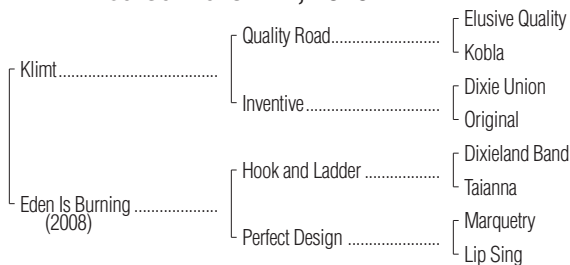 Elusive Quality
Quality Road
Kobla
Klimt
Dixie Union
Inventive
Original
Dixieland Band
Hook and Ladder
Taianna
Eden Is Burning
(2008)
Marquetry
Perfect Design
Lip Sing